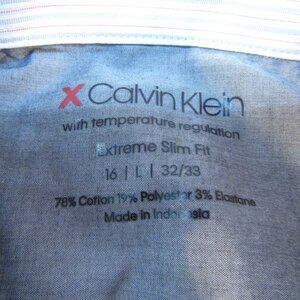 X Calvin Klein
with temperature regulation
Extreme Slim Fit
16 | L | 32/33
78% Cotton 19% Polyester 3% Elastane
Made in Indonesia